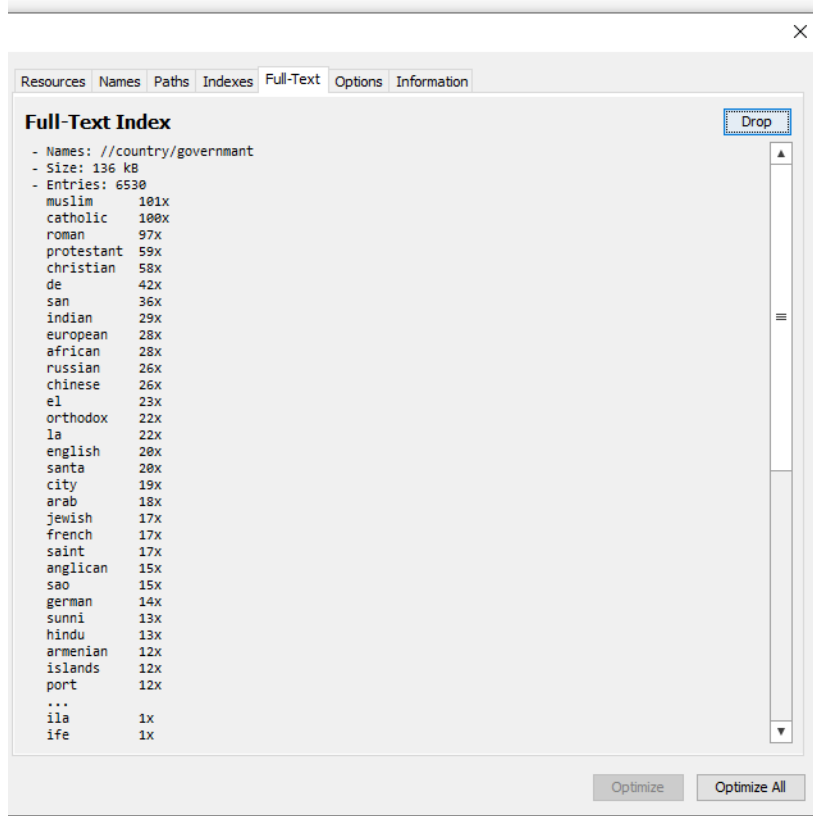 Resources Names Paths Indexes Full-Text Options Information
Full-Text Index
Drop
- Names: //country/governmant
- Size: 136 kB
- Entries: 6530
muslim 101x
catholic 100x
roman 97x
protestant 59x
christian 58x
de 42x
san 36x
indian 29x
european 28x
african 28x
russian 26x
chinese 26x
el 23x
orthodox 22x
la 22x
english 20x
santa 20x
city 19x
arab 18x
jewish 17x
french 17x
saint 17x
anglican 15x
sao 15x
german 14x
sunni 13x
hindu 13x
armenian 12x
islands 12x
port 12x
...
ila 1x
ife 1x
Optimize Optimize All